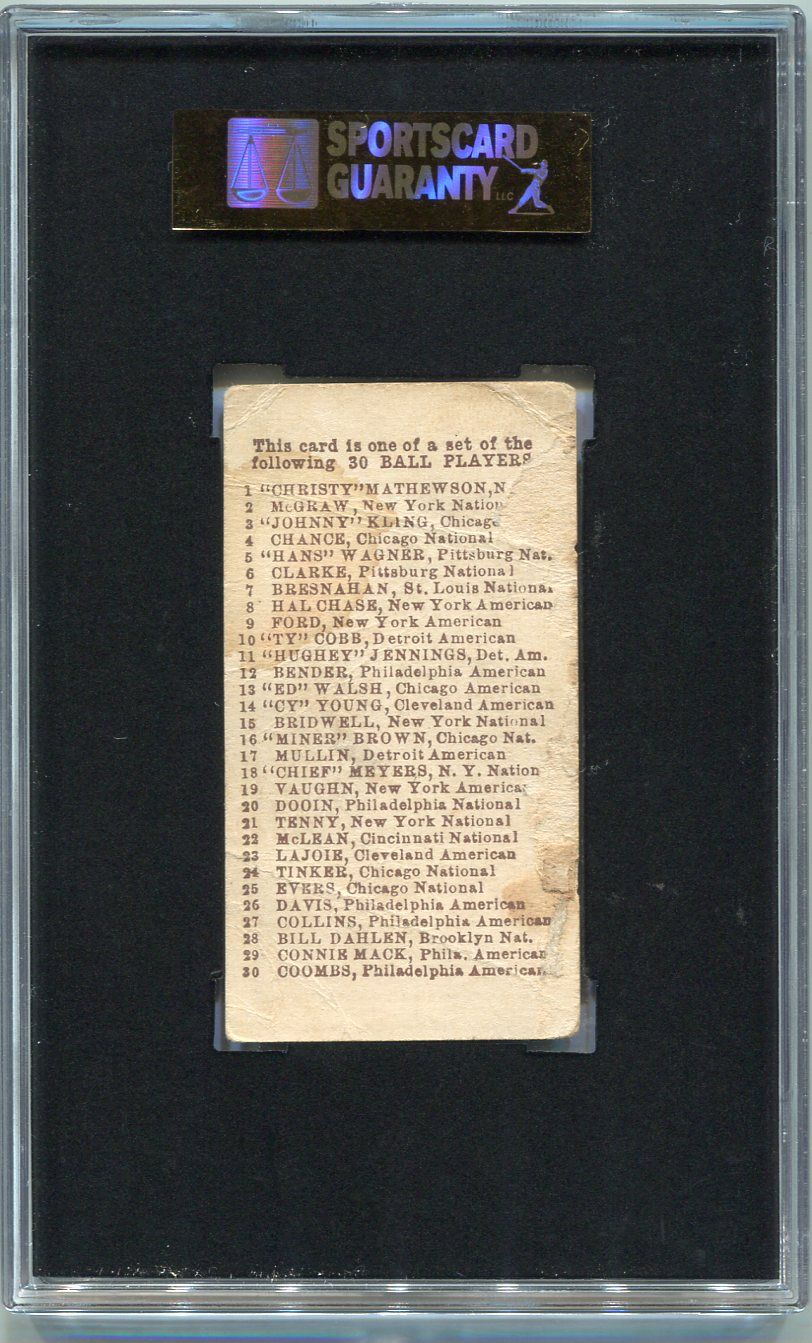 SPORTSCARD
GUARANTY LLC
This card is one of a set of the
following 30 BALL PLAYERS
1 "CHRISTY" MATHEWSON, N
2 McGRAW, New York Nation
3 "JOHNNY" KLING, Chicag
4 CHANCE, Chicago National
5 "HANS" WAGNER, Pittsburg Nat.
6 CLARKE, Pittsburg National
7 BRESNAHAN, St. Louis National
8 HAL CHASE, New York American
9 FORD, New York American
10 "TY" COBB, Detroit American
11 "HUGHEY" JENNINGS, Det. Am.
12 BENDER, Philadelphia American
13 "ED" WALSH, Chicago American
14 "CY" YOUNG, Cleveland American
15 BRIDWELL, New York National
16 "MINER" BROWN, Chicago Nat.
17 MULLIN, Detroit American
18 "CHIEF" MEYERS, N. Y. Nation
19 VAUGHN, New York America
20 DOOIN, Philadelphia National
21 TENNY, New York National
22 McLEAN, Cincinnati National
23 LAJOIE, Cleveland American
24 TINKER, Chicago National
25 EVERS, Chicago National
26 DAVIS, Philadelphia American
27 COLLINS, Philadelphia American
28 BILL DAHLEN, Brooklyn Nat.
29 CONNIE MACK, Phila. American
30 COOMBS, Philadelphia American